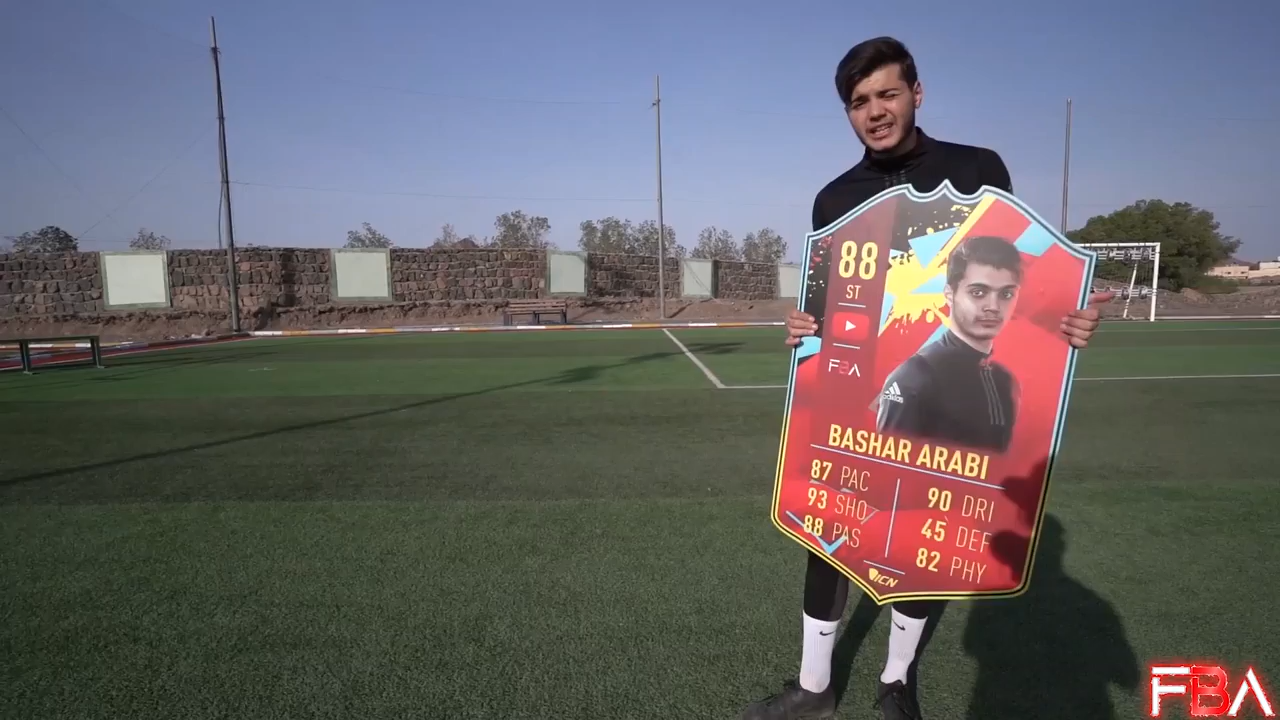 88
ST
FBA
adidas
BASHAR ARABI
87 PAC
93 SHO
88 PAS
90 DRI
45 DEF
82 PHY
ICN
FBA